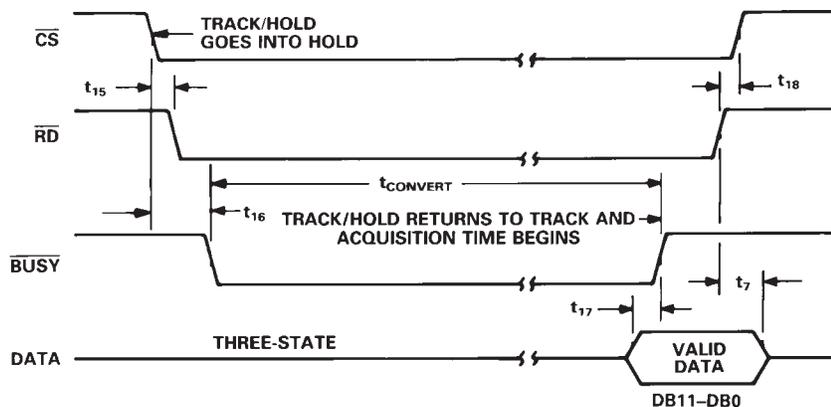 TRACK/HOLD
GOES INTO HOLD
CS
t15
t18
RD
tCONVERT
t16
TRACK/HOLD RETURNS TO TRACK AND
ACQUISITION TIME BEGINS
BUSY
t17
t7
THREE-STATE
DATA
VALID
DATA
DB11–DB0